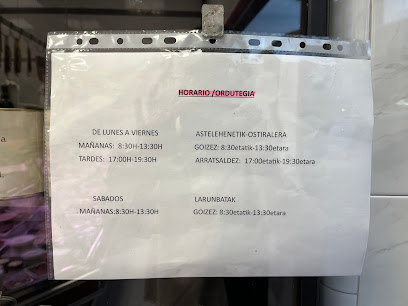 HORARIO /ORDUTEGIA
DE LUNES A VIERNES
MAÑANAS: 8:30H-13:30H
TARDES: 17:00H-19:30H
ASTELEHENETIK-OSTIRALERA
GOIZEZ: 8:30etatik-13:30etara
ARRATSALDEZ: 17:00etatik-19:30etara
SABADOS
MAÑANAS:8:30H-13:30H
LARUNBATAK
GOIZEZ: 8:30etatik-13:30etara